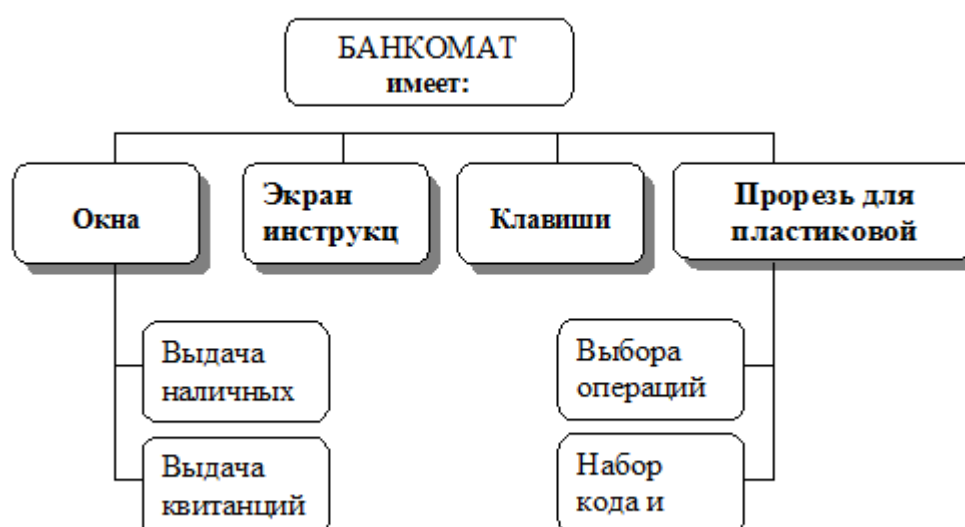 БАНКОМАТ
имеет:
Окна
Экран
инструкц
Клавиши
Прорезь для
пластиковой
Выдача
наличных
Выбора
операций
Выдача
квитанций
Набор
кода и